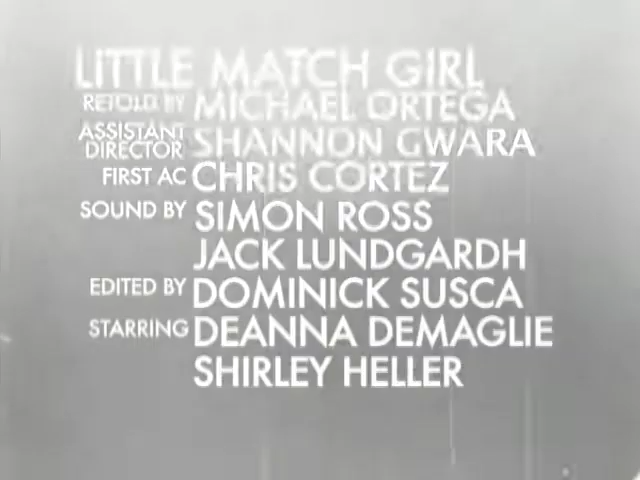 LITTLE MATCH GIRL
RETOLD BY MICHAEL ORTEGA
ASSISTANT DIRECTOR SHANNON GWARA
FIRST AC CHRIS CORTEZ
SOUND BY SIMON ROSS
JACK LUNDGARDH
EDITED BY DOMINICK SUSCA
STARRING DEANNA DEMAGLIE
SHIRLEY HELLER